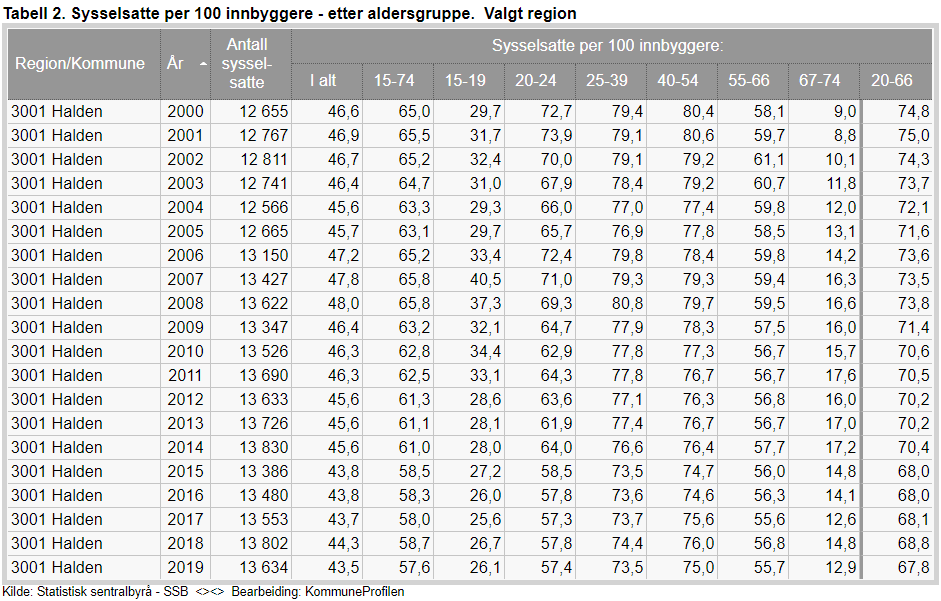 Tabell 2. Sysselsatte per 100 innbyggere - etter aldersgruppe. Valgt region
Region/Kommune År Antall syssel-satte Sysselsatte per 100 innbyggere:
I alt 15-74 15-19 20-24 25-39 40-54 55-66 67-74 20-66
3001 Halden 2000 12 655 46,6 65,0 29,7 72,7 79,4 80,4 58,1 9,0 74,8
3001 Halden 2001 12 767 46,9 65,5 31,7 73,9 79,1 80,6 59,7 8,8 75,0
3001 Halden 2002 12 811 46,7 65,2 32,4 70,0 79,1 79,2 61,1 10,1 74,3
3001 Halden 2003 12 741 46,4 64,7 31,0 67,9 78,4 79,2 60,7 11,8 73,7
3001 Halden 2004 12 566 45,6 63,3 29,3 66,0 77,0 77,4 59,8 12,0 72,1
3001 Halden 2005 12 665 45,7 63,1 29,7 65,7 76,9 77,8 58,5 13,1 71,6
3001 Halden 2006 13 150 47,2 65,2 33,4 72,4 79,8 78,4 59,8 14,2 73,6
3001 Halden 2007 13 427 47,8 65,8 40,5 71,0 79,3 79,3 59,4 16,3 73,5
3001 Halden 2008 13 622 48,0 65,8 37,3 69,3 80,8 79,7 59,5 16,6 73,8
3001 Halden 2009 13 347 46,4 63,2 32,1 64,7 77,9 78,3 57,5 16,0 71,4
3001 Halden 2010 13 526 46,3 62,8 34,4 62,9 77,8 77,3 56,7 15,7 70,6
3001 Halden 2011 13 690 46,3 62,5 33,1 64,3 77,8 76,7 56,7 17,6 70,5
3001 Halden 2012 13 633 45,6 61,3 28,6 63,6 77,1 76,3 56,8 16,0 70,2
3001 Halden 2013 13 726 45,6 61,1 28,1 61,9 77,4 76,7 56,7 17,0 70,2
3001 Halden 2014 13 830 45,6 61,0 28,0 64,0 76,6 76,4 57,7 17,2 70,4
3001 Halden 2015 13 386 43,8 58,5 27,2 58,5 73,5 74,7 56,0 14,8 68,0
3001 Halden 2016 13 480 43,8 58,3 26,0 57,8 73,6 74,6 56,3 14,1 68,0
3001 Halden 2017 13 553 43,7 58,0 25,6 57,3 73,7 75,6 55,6 12,6 68,1
3001 Halden 2018 13 802 44,3 58,7 26,7 57,8 74,4 76,0 56,8 14,8 68,8
3001 Halden 2019 13 634 43,5 57,6 26,1 57,4 73,5 75,0 55,7 12,9 67,8
Kilde: Statistisk sentralbyrå - SSB <><> Bearbeiding: KommuneProfilen